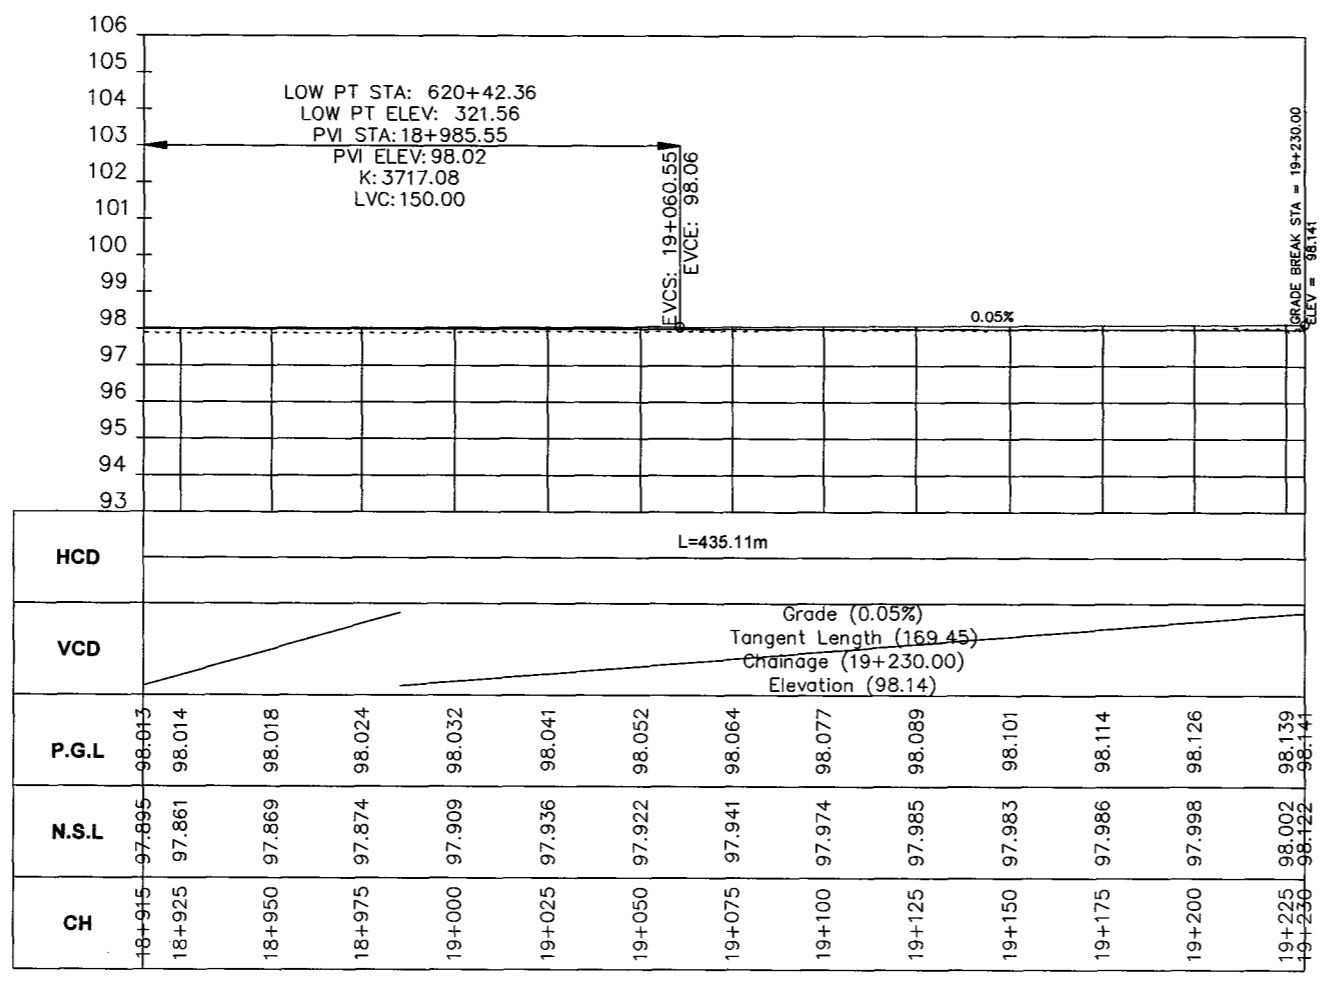 106
105
104
103
102
101
100
99
98
97
96
95
94
93
LOW PT STA: 620+42.36
LOW PT ELEV: 321.56
PVI STA:18+985.55
PVI ELEV:98.02
K:3717.08
LVC:150.00
EVCS: 19+060.55
EVCE: 98.06
0.05%
GRADE BREAK STA = 19+230.00
ELEV = 98.141
HCD
L=435.11m
VCD
Grade (0.05%)
Tangent Length (169.45)
Chainage (19+230.00)
Elevation (98.14)
P.G.L 98.013 98.014 98.018 98.024 98.032 98.041 98.052 98.064 98.077 98.089 98.101 98.114 98.126 98.139 98.141
N.S.L 97.895 97.861 97.869 97.874 97.909 97.936 97.922 97.941 97.974 97.985 97.983 97.986 97.998 98.002 98.122
CH 18+915 18+925 18+950 18+975 19+000 19+025 19+050 19+075 19+100 19+125 19+150 19+175 19+200 19+225 19+230